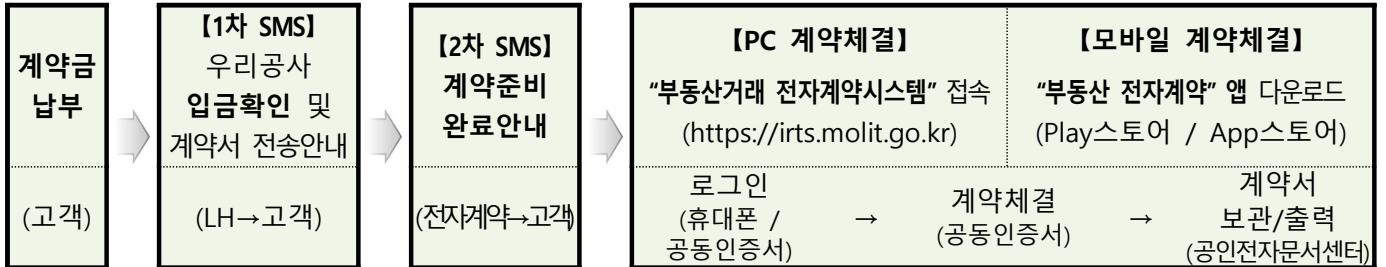 계약금
납부
(고객)
【1차 SMS】
우리공사
입금확인 및
계약서 전송안내
(LH→고객)
【2차 SMS】
계약준비
완료안내
(전자계약→고객)
【PC 계약체결】
“부동산거래 전자계약시스템” 접속
(https://irts.molit.go.kr)
【모바일 계약체결】
“부동산 전자계약” 앱 다운로드
(Play스토어 / App스토어)
로그인
(휴대폰 /
공동인증서)
→
계약체결
(공동인증서)
→
계약서
보관/출력
(공인전자문서센터)